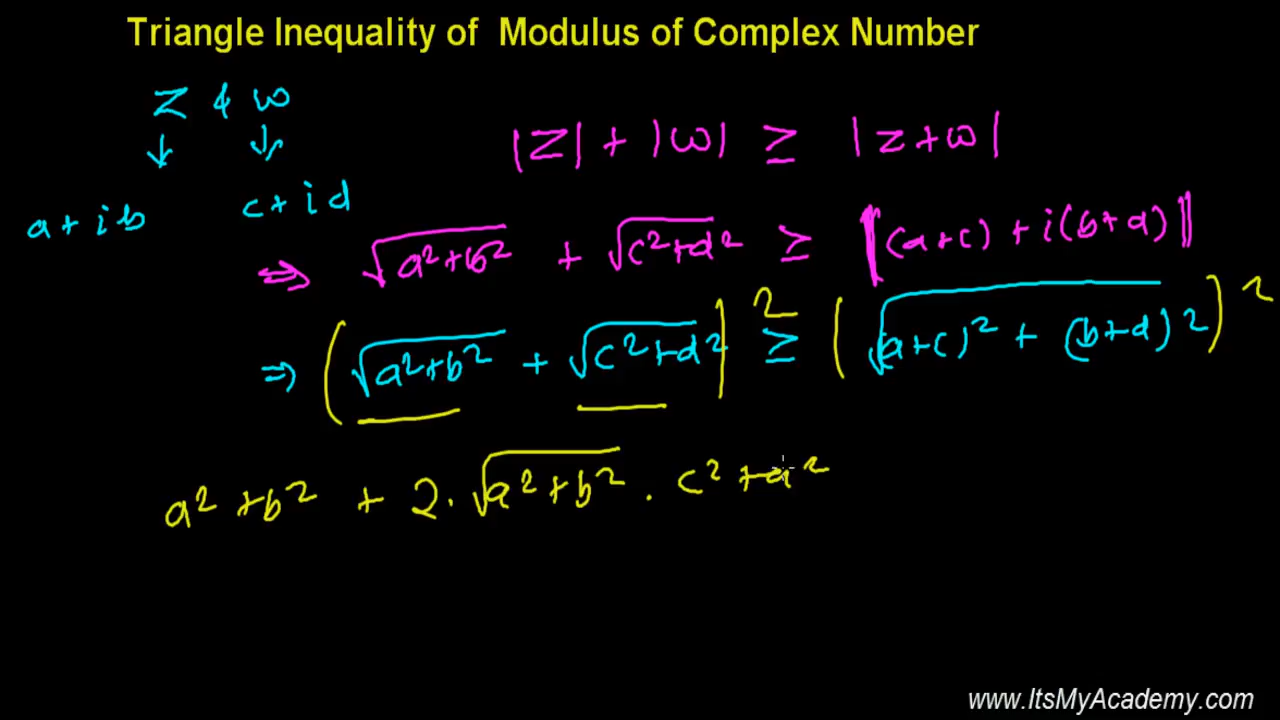 Triangle Inequality of Modulus of Complex Number
z & w
|z| + |w| ≥ |z+w|
↓ ↓
a+ib c+id
⇒ √(a²+b²) + √(c²+d²) ≥ |(a+c) + i(b+d)|
⇒ (√(a²+b²) + √(c²+d²))² ≥ (√((a+c)² + (b+d)²))²
a²+b² + 2·√(a²+b²) · c²+d²
www.ItsMyAcademy.com